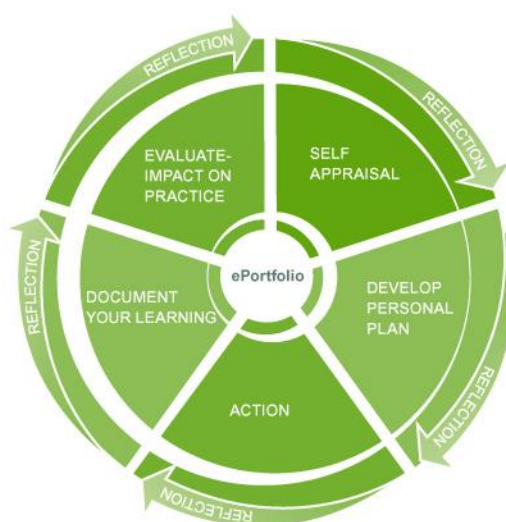 REFLECTION
REFLECTION
EVALUATE-
IMPACT ON
PRACTICE
SELF
APPRAISAL
REFLECTION
ePortfolio
DOCUMENT
YOUR LEARNING
DEVELOP
PERSONAL
PLAN
REFLECTION
ACTION
REFLECTION